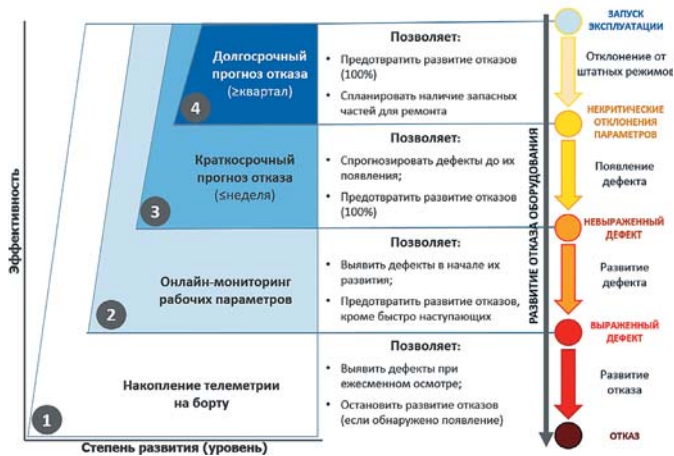 Эффективность
Степень развития (уровень)
4
Долгосрочный
прогноз отказа
(≥квартал)
Позволяет:
• Предотвратить развитие отказов
(100%)
• Спланировать наличие запасных
частей для ремонта
3
Краткосрочный
прогноз отказа
(≤неделя)
Позволяет:
• Спрогнозировать дефекты до их
появления;
• Предотвратить развитие отказов
(100%)
2
Онлайн-мониторинг
рабочих параметров
Позволяет:
• Выявить дефекты в начале их
развития;
• Предотвратить развитие отказов,
кроме быстро наступающих
1
Накопление телеметрии
на борту
Позволяет:
• Выявить дефекты при
ежесменном осмотре;
• Остановить развитие отказов
(если обнаружено появление)
РАЗВИТИЕ ОТКАЗА ОБОРУДОВАНИЯ
ЗАПУСК
ЭКСПЛУАТАЦИИ
Отклонение от
штатных режимов
НЕКРИТИЧЕСКИЕ
ОТКЛОНЕНИЯ
ПАРАМЕТРОВ
Появление
дефекта
НЕВЫРАЖЕННЫЙ
ДЕФЕКТ
Развитие
дефекта
ВЫРАЖЕННЫЙ
ДЕФЕКТ
Развитие
отказа
ОТКАЗ